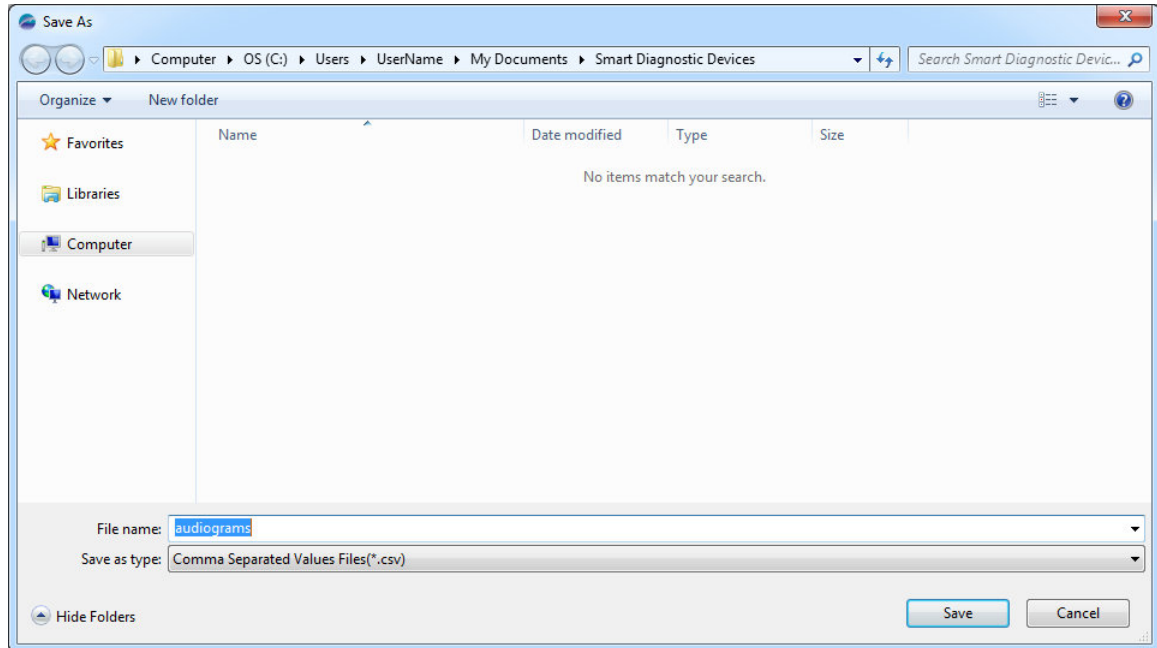 Save As
x
Computer ▸ OS (C:) ▸ Users ▸ UserName ▸ My Documents ▸ Smart Diagnostic Devices
Search Smart Diagnostic Devic...
Organize
New folder
?
Favorites
Libraries
Computer
Network
Name
Date modified
Type
Size
No items match your search.
File name:
audiograms
Save as type:
Comma Separated Values Files(*.csv)
Hide Folders
Save
Cancel